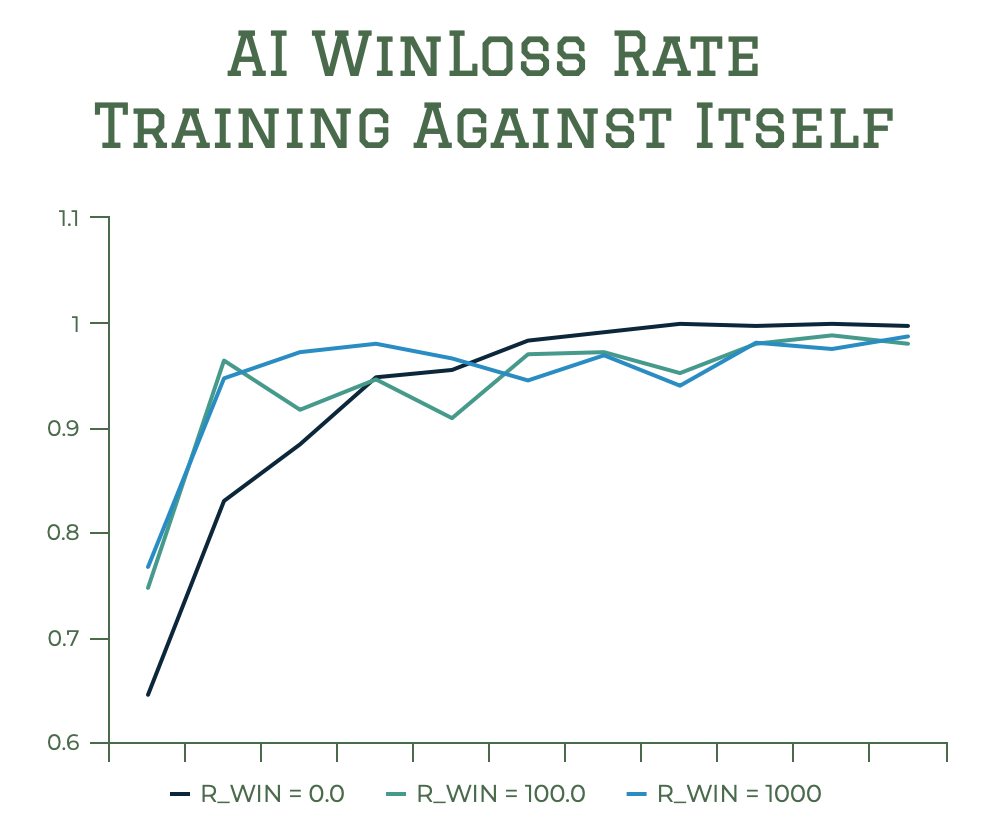 AI WinLoss Rate
Training Against Itself
1.1
1
0.9
0.8
0.7
0.6
R_WIN = 0.0 R_WIN = 100.0 R_WIN = 1000